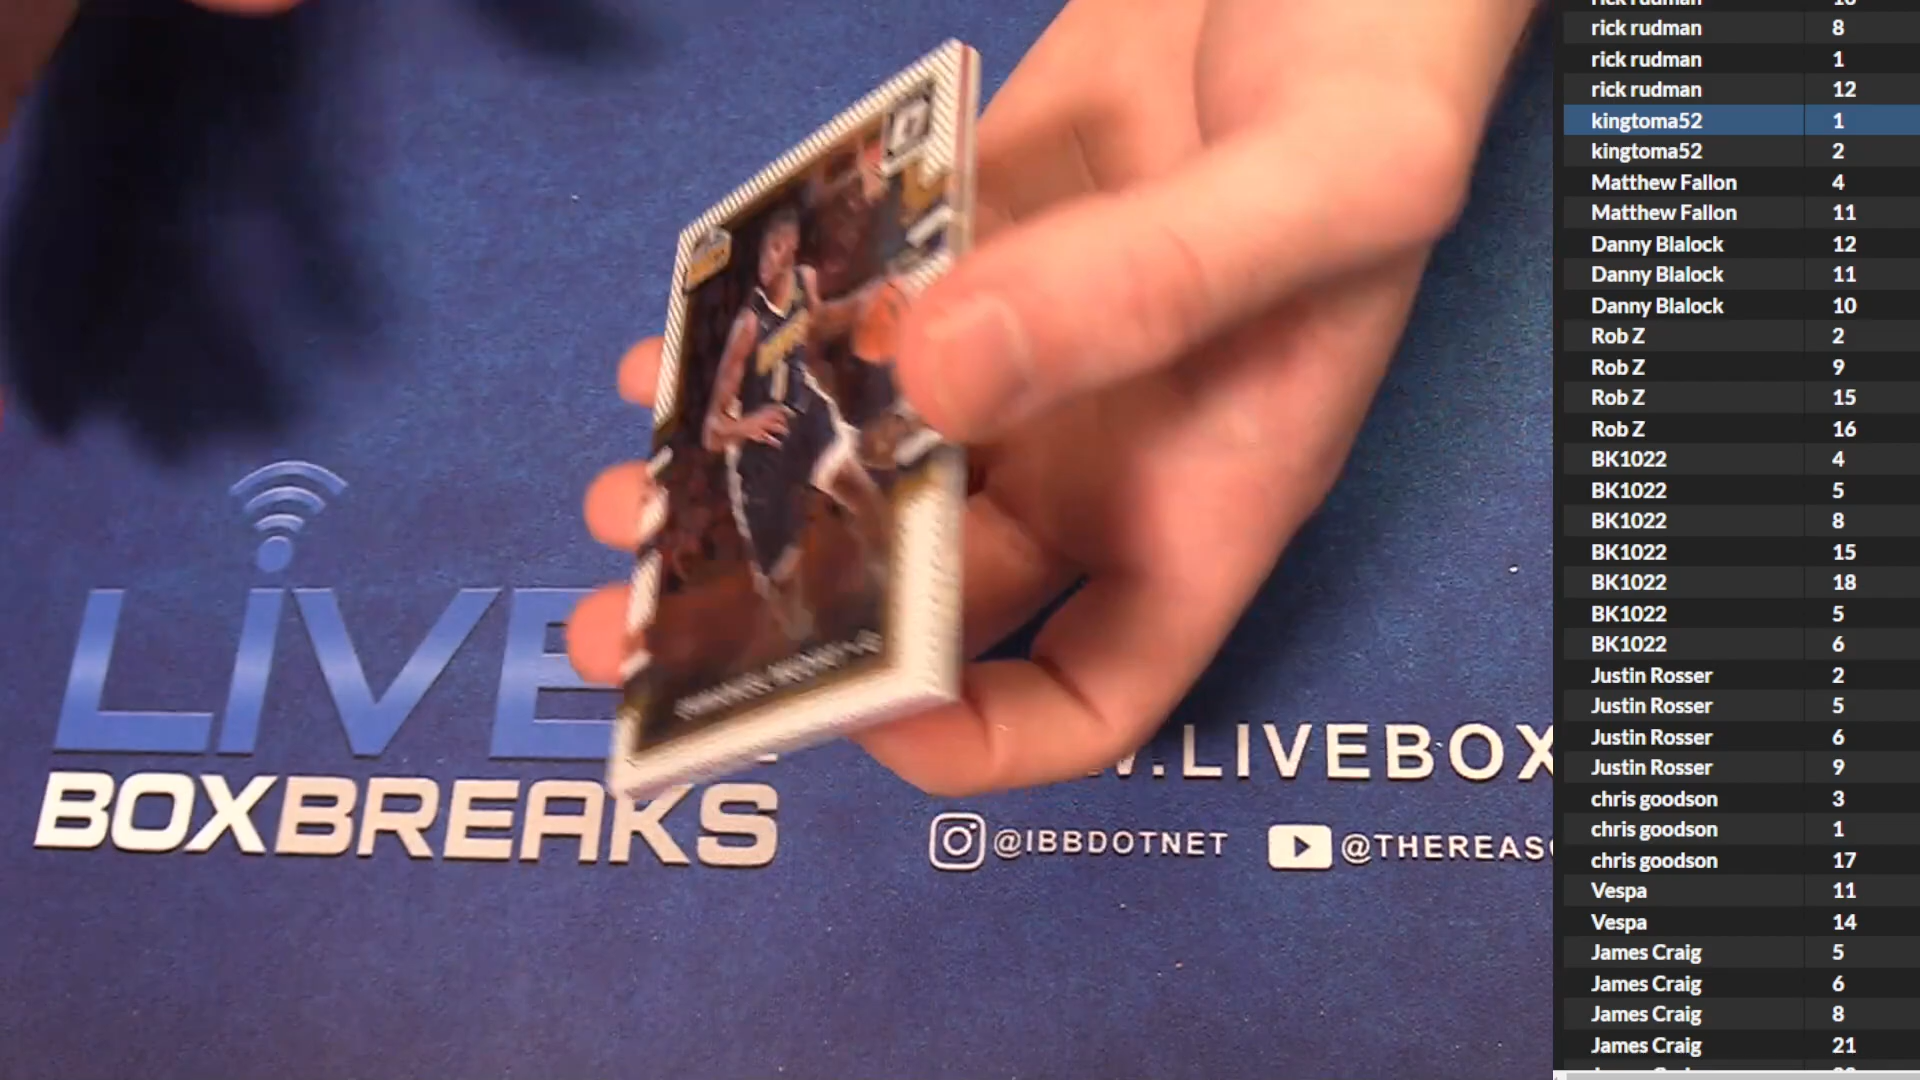 LIVE
BOXBREAKS
.LIVEBOX
@IBBDOTNET
@THEREAS
rick rudman 8
rick rudman 1
rick rudman 12
kingtoma52 1
kingtoma52 2
Matthew Fallon 4
Matthew Fallon 11
Danny Blalock 12
Danny Blalock 11
Danny Blalock 10
Rob Z 2
Rob Z 9
Rob Z 15
Rob Z 16
BK1022 4
BK1022 5
BK1022 8
BK1022 15
BK1022 18
BK1022 5
BK1022 6
Justin Rosser 2
Justin Rosser 5
Justin Rosser 6
Justin Rosser 9
chris goodson 3
chris goodson 1
chris goodson 17
Vespa 11
Vespa 14
James Craig 5
James Craig 6
James Craig 8
James Craig 21